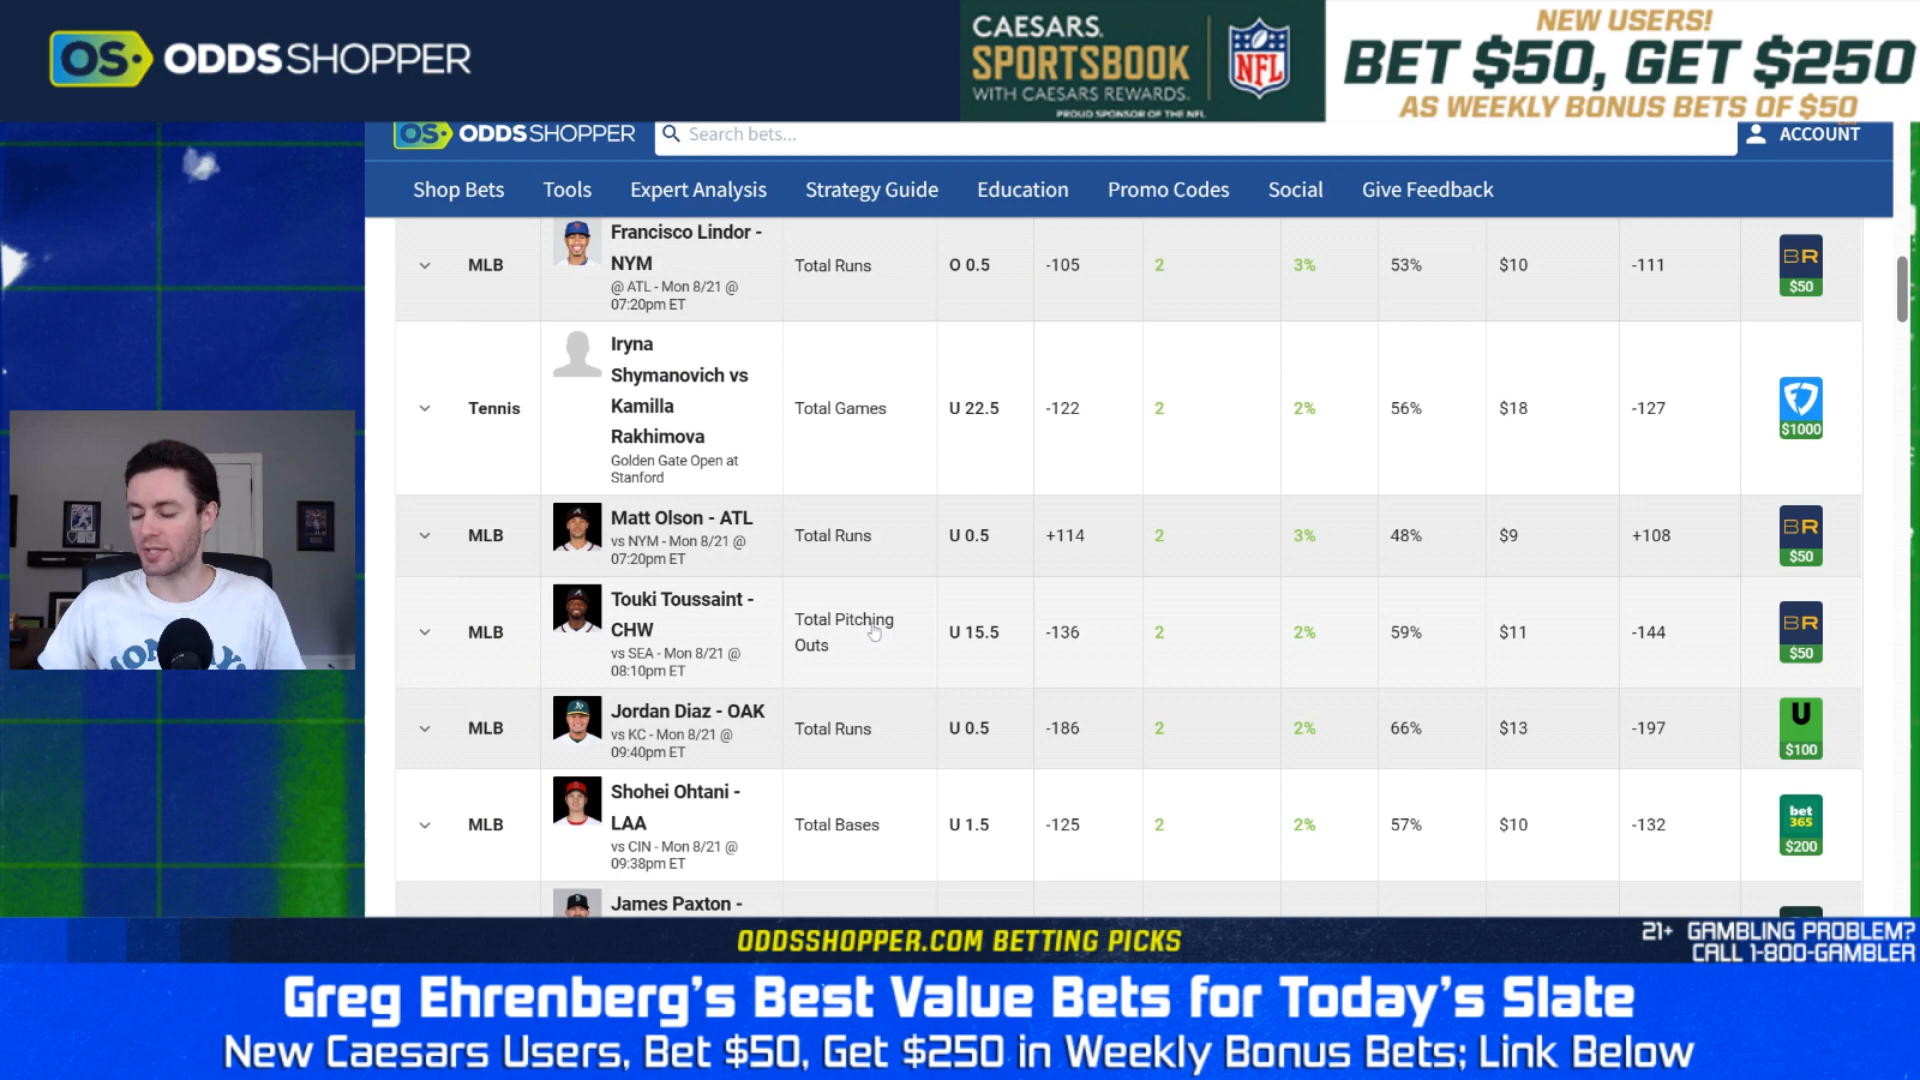 OS ODDSSHOPPER
CAESARS
SPORTSBOOK
WITH CAESARS REWARDS.
PROUD SPONSOR OF THE NFL
NFL
NEW USERS!
BET $50, GET $250
AS WEEKLY BONUS BETS OF $50
OS ODDSSHOPPER
Search bets...
ACCOUNT
Shop Bets Tools Expert Analysis Strategy Guide Education Promo Codes Social Give Feedback
Francisco Lindor -
NYM
@ ATL - Mon 8/21 @
07:20pm ET
MLB Total Runs O 0.5 -105 2 3% 53% $10 -111 BR
$50
Iryna
Shymanovich vs
Kamilla
Rakhimova
Golden Gate Open at
Stanford
Tennis Total Games U 22.5 -122 2 2% 56% $18 -127
$1000
Matt Olson - ATL
vs NYM - Mon 8/21 @
07:20pm ET
MLB Total Runs U 0.5 +114 2 3% 48% $9 +108 BR
$50
Touki Toussaint -
CHW
vs SEA - Mon 8/21 @
08:10pm ET
MLB Total Pitching
Outs
U 15.5 -136 2 2% 59% $11 -144 BR
$50
Jordan Diaz - OAK
vs KC - Mon 8/21 @
09:40pm ET
MLB Total Runs U 0.5 -186 2 2% 66% $13 -197 U
$100
Shohei Ohtani -
LAA
vs CIN - Mon 8/21 @
09:38pm ET
MLB Total Bases U 1.5 -125 2 2% 57% $10 -132 bet
365
$200
James Paxton -
ODDSSHOPPER.COM BETTING PICKS
21+ GAMBLING PROBLEM?
CALL 1-800-GAMBLER
Greg Ehrenberg's Best Value Bets for Today's Slate
New Caesars Users, Bet $50, Get $250 in Weekly Bonus Bets; Link Below